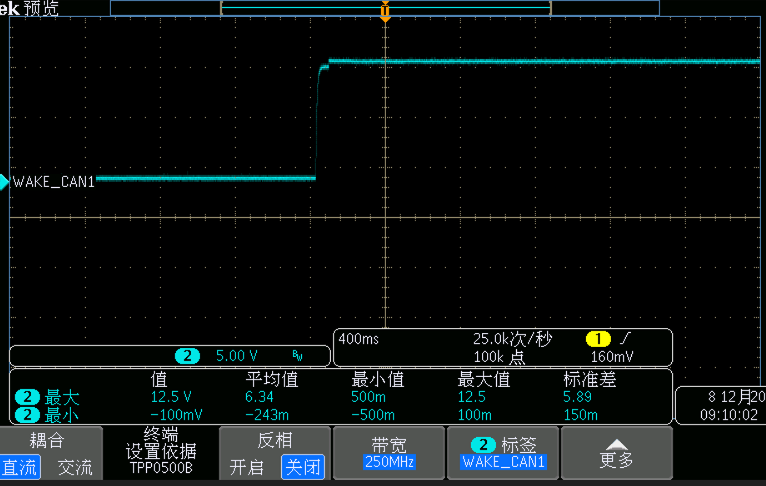 ek 预览
WAKE_CAN1
2 5.00 V BW
400ms 25.0k次/秒 1
100k 点 160mV
值 平均值 最小值 最大值 标准差
2 最大 12.5 V 6.34 500m 12.5 5.89
2 最小 −100mV −243m −500m 100m 150m
8 12月20
09:10:02
耦合
直流 交流
终端
设置依据
TPP0500B
反相
开启 关闭
带宽
250MHz
2 标签
WAKE_CAN1
更多